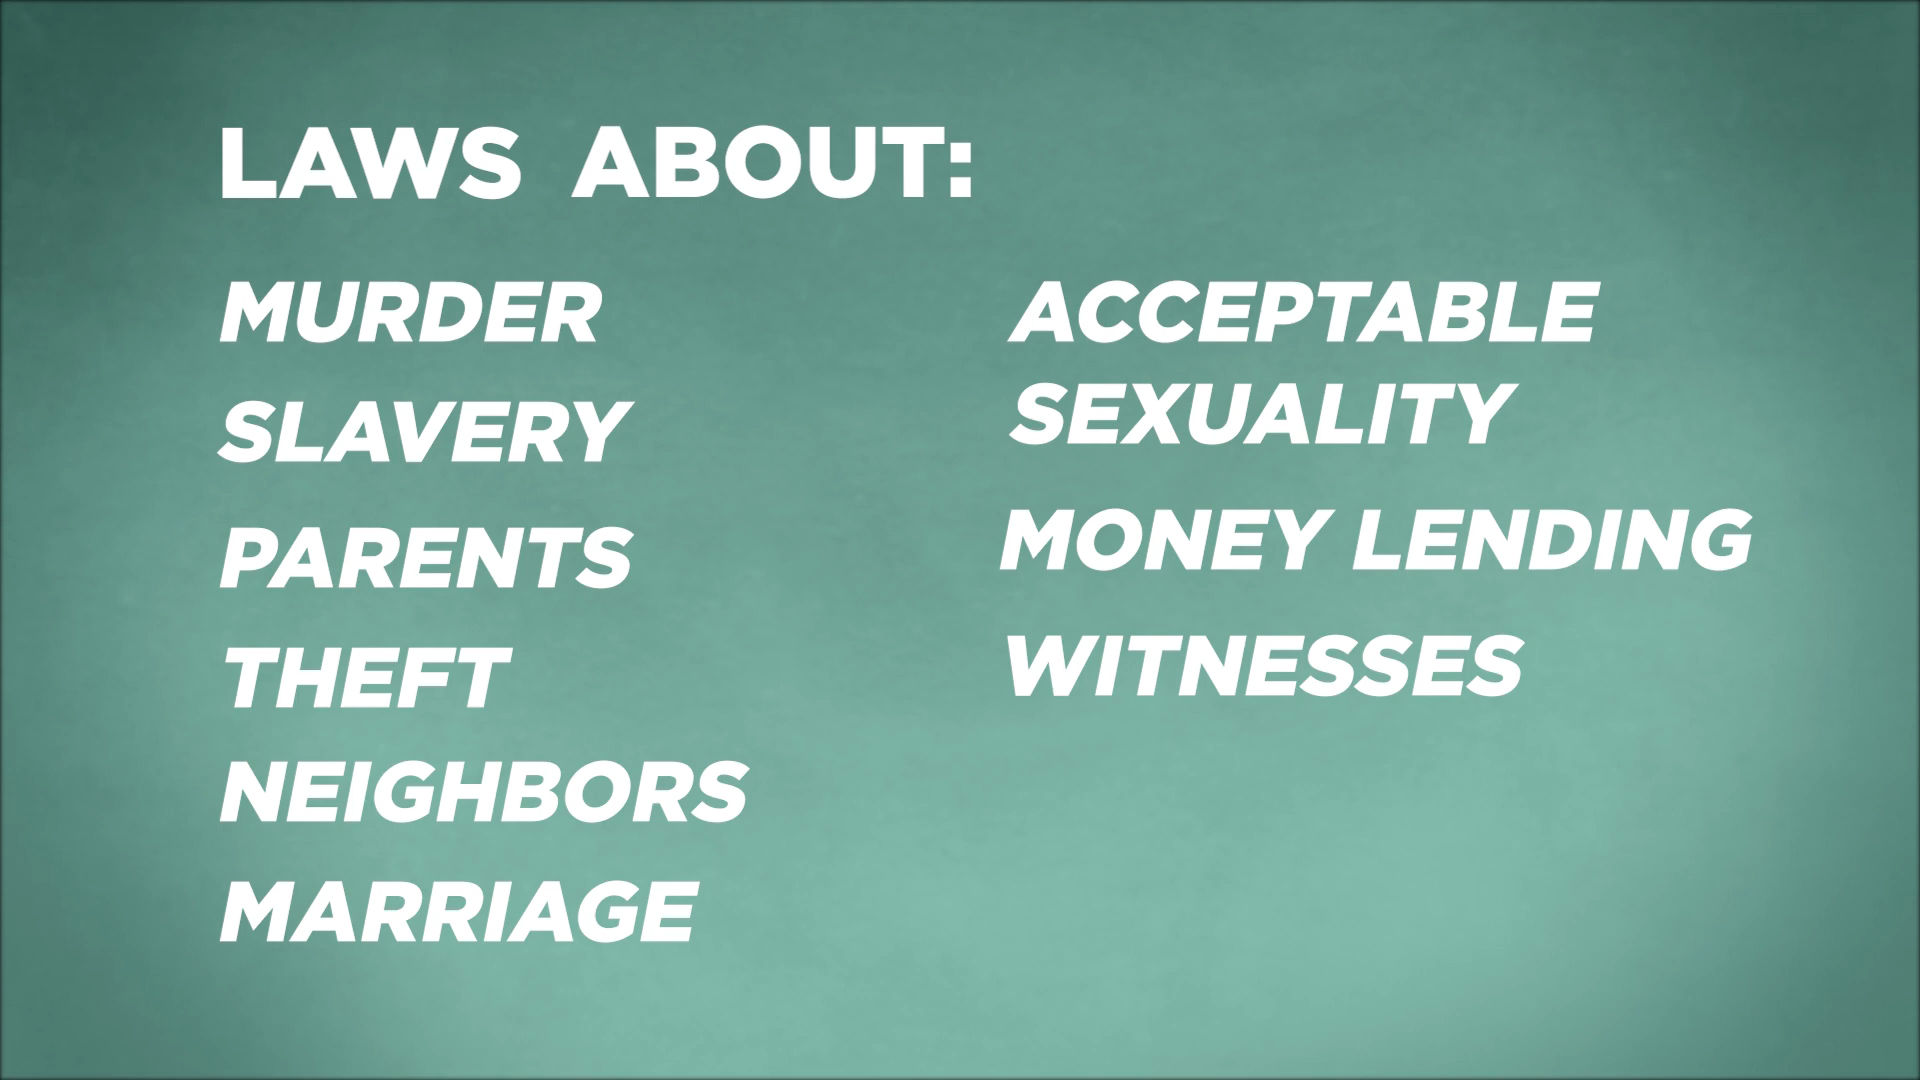 LAWS ABOUT:
MURDER
SLAVERY
PARENTS
THEFT
NEIGHBORS
MARRIAGE
ACCEPTABLE
SEXUALITY
MONEY LENDING
WITNESSES